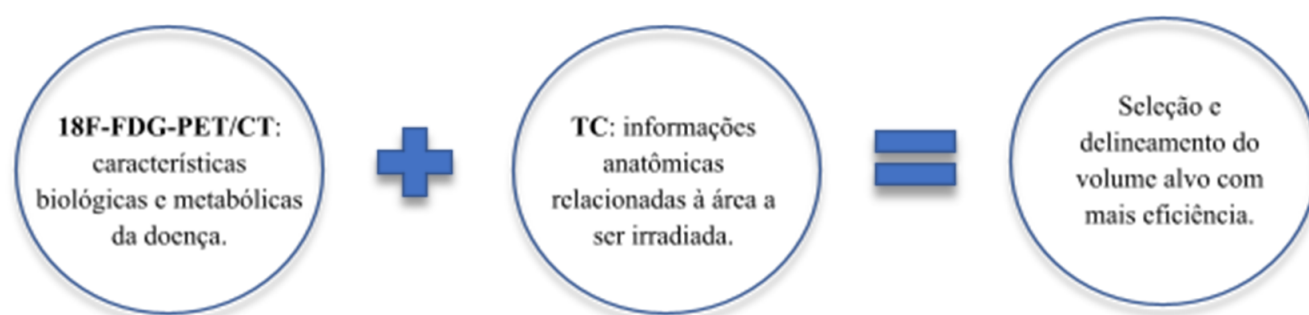 18F-FDG-PET/CT:
características
biológicas e metabólicas
da doença.
TC: informações
anatômicas
relacionadas à área a
ser irradiada.
Seleção e
delineamento do
volume alvo com
mais eficiência.